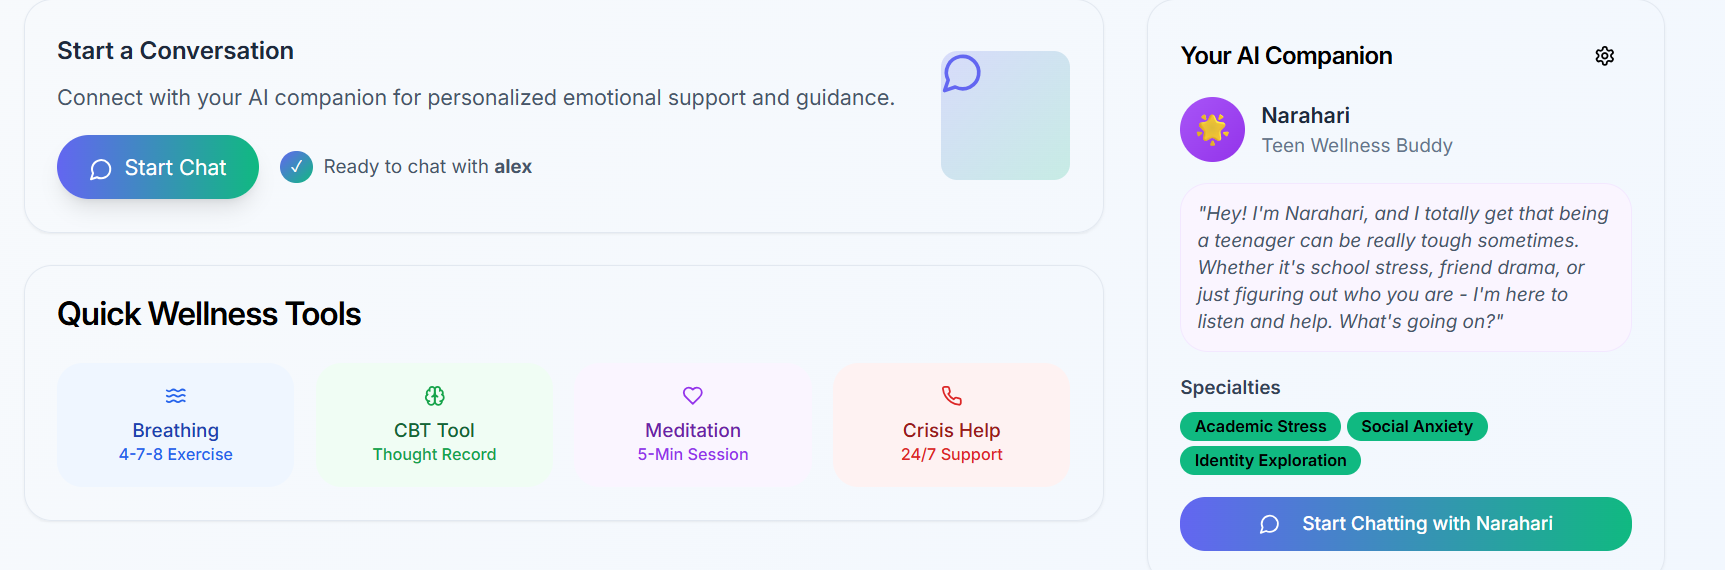 Start a Conversation
Connect with your AI companion for personalized emotional support and guidance.
Start Chat
Ready to chat with alex
Quick Wellness Tools
Breathing
4-7-8 Exercise
CBT Tool
Thought Record
Meditation
5-Min Session
Crisis Help
24/7 Support
Your AI Companion
Narahari
Teen Wellness Buddy
"Hey! I'm Narahari, and I totally get that being
a teenager can be really tough sometimes.
Whether it's school stress, friend drama, or
just figuring out who you are - I'm here to
listen and help. What's going on?"
Specialties
Academic Stress
Social Anxiety
Identity Exploration
Start Chatting with Narahari